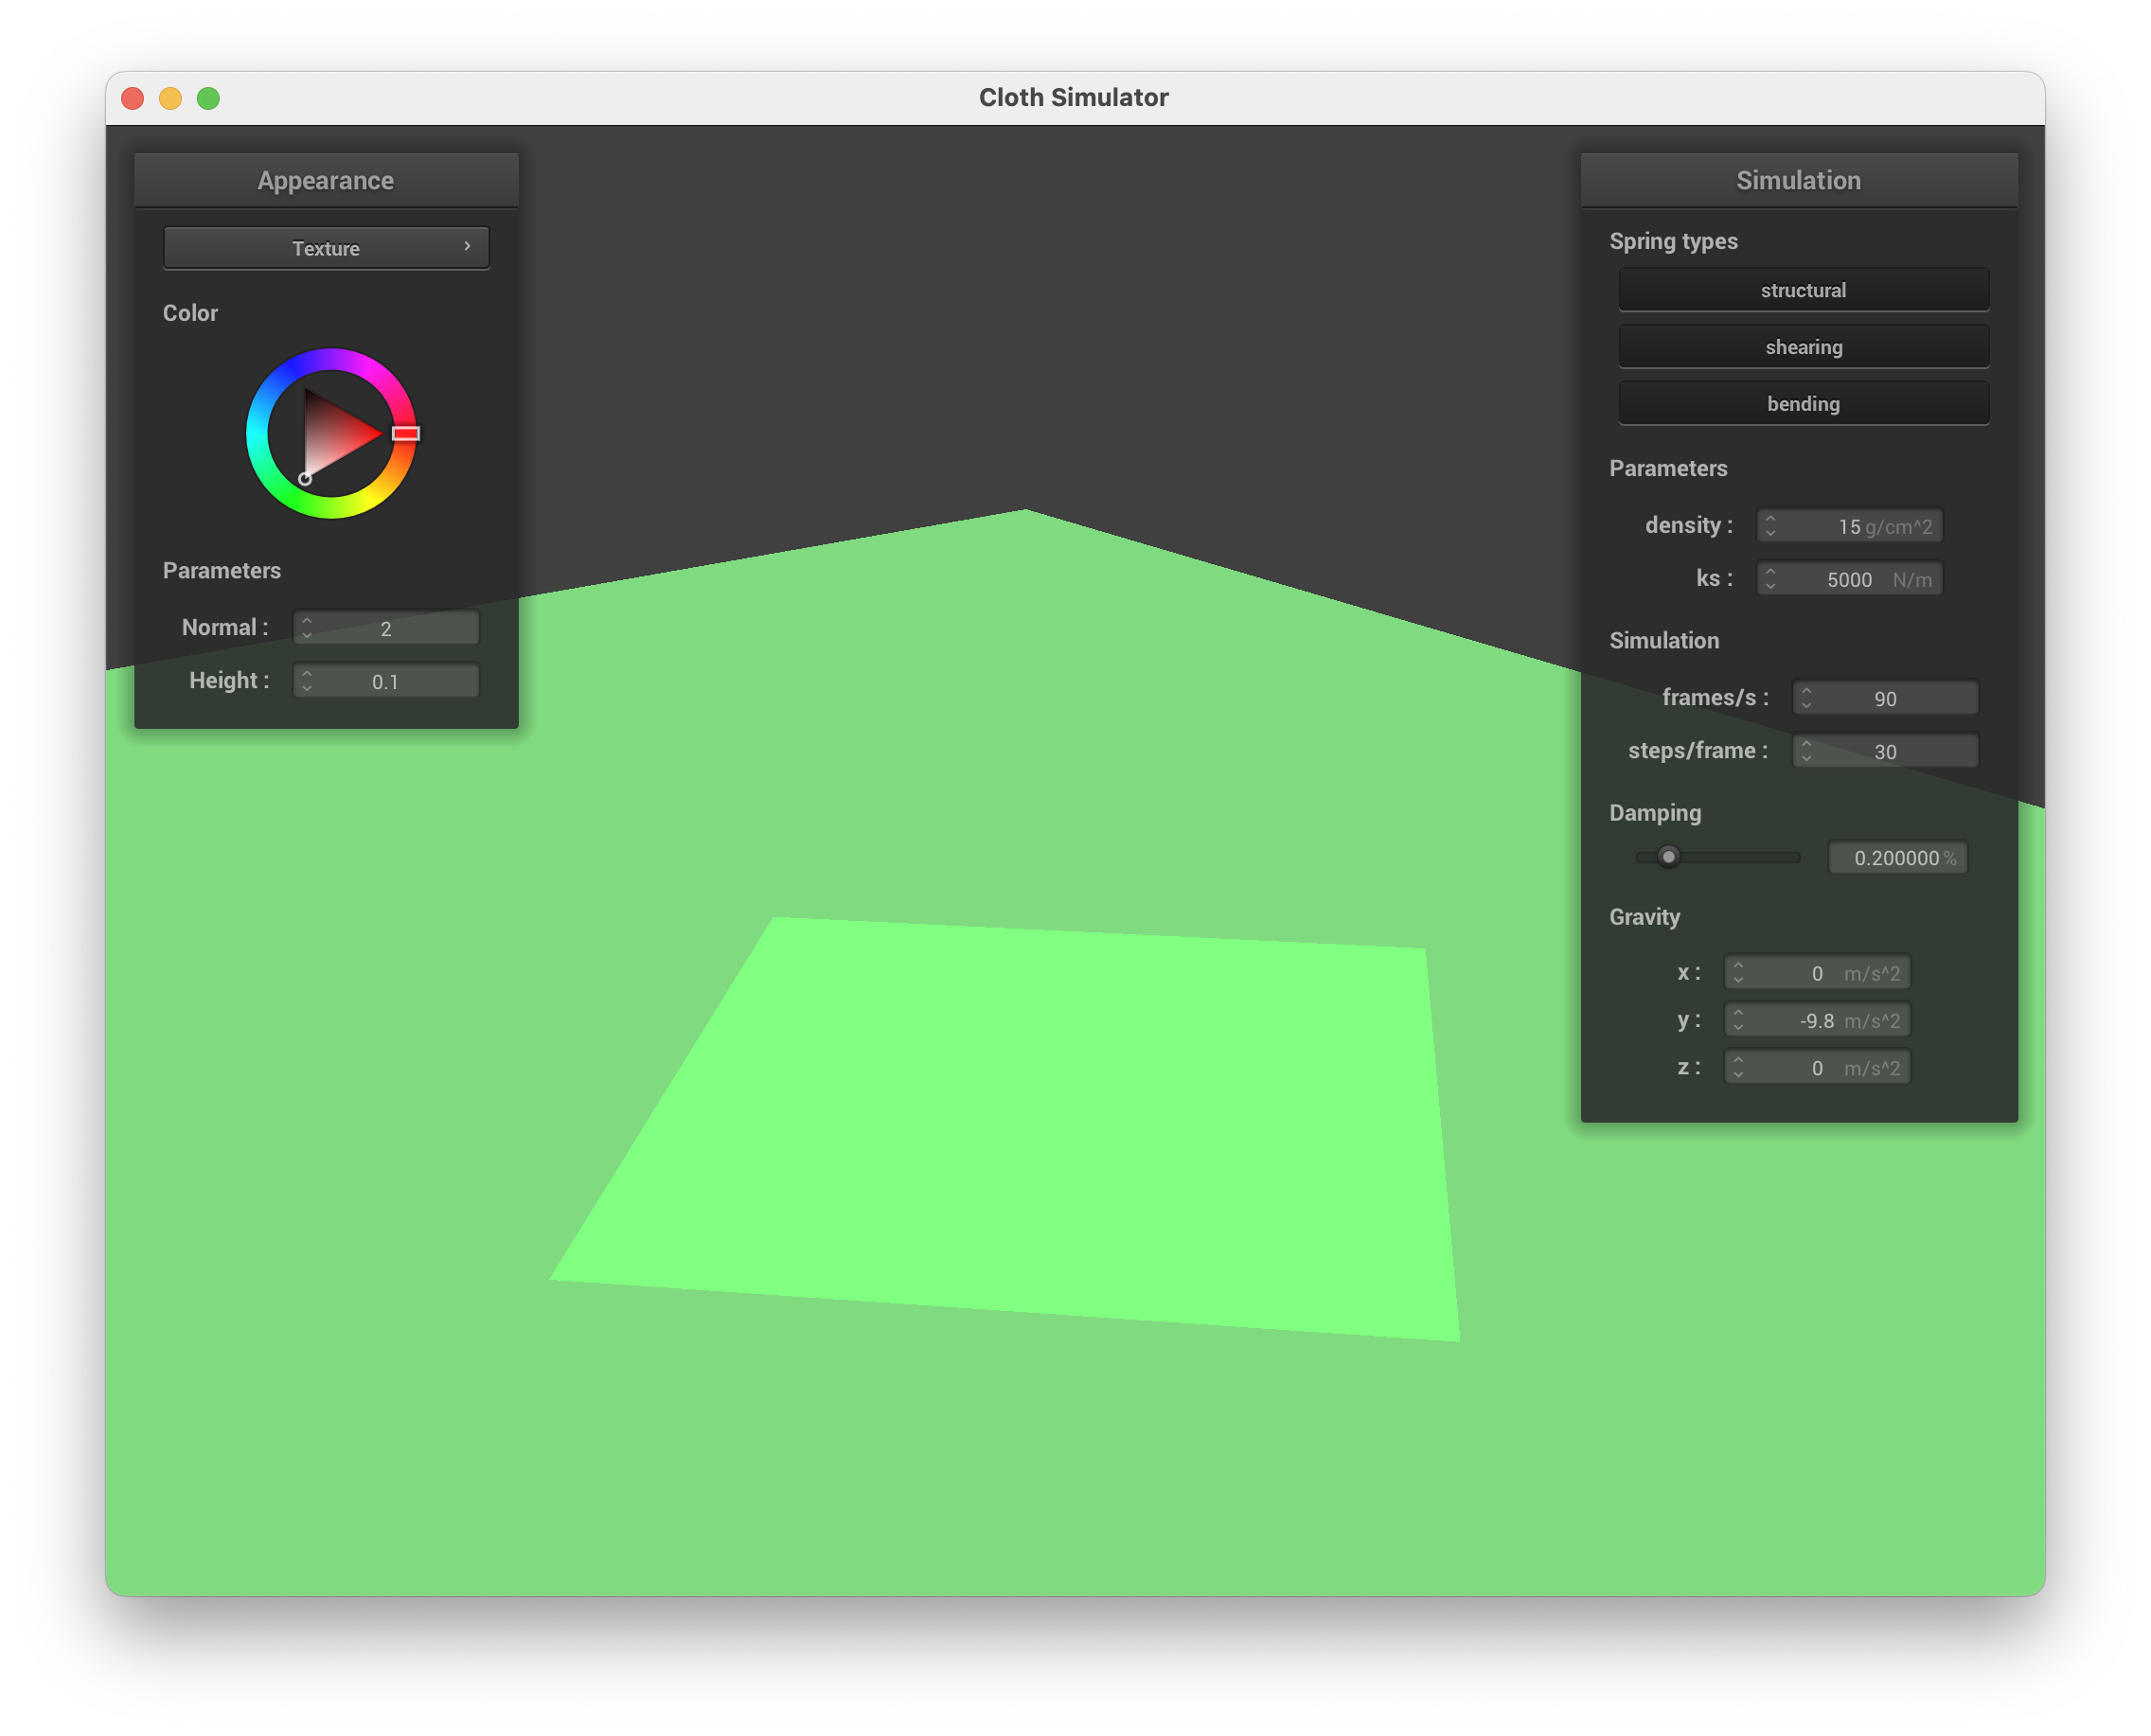 Cloth Simulator
Appearance
Texture
Color
Parameters
Normal : 2
Height : 0.1
Simulation
Spring types
structural
shearing
bending
Parameters
density : 15 g/cm^2
ks : 5000 N/m
Simulation
frames/s : 90
steps/frame : 30
Damping
0.200000 %
Gravity
x : 0 m/s^2
y : -9.8 m/s^2
z : 0 m/s^2